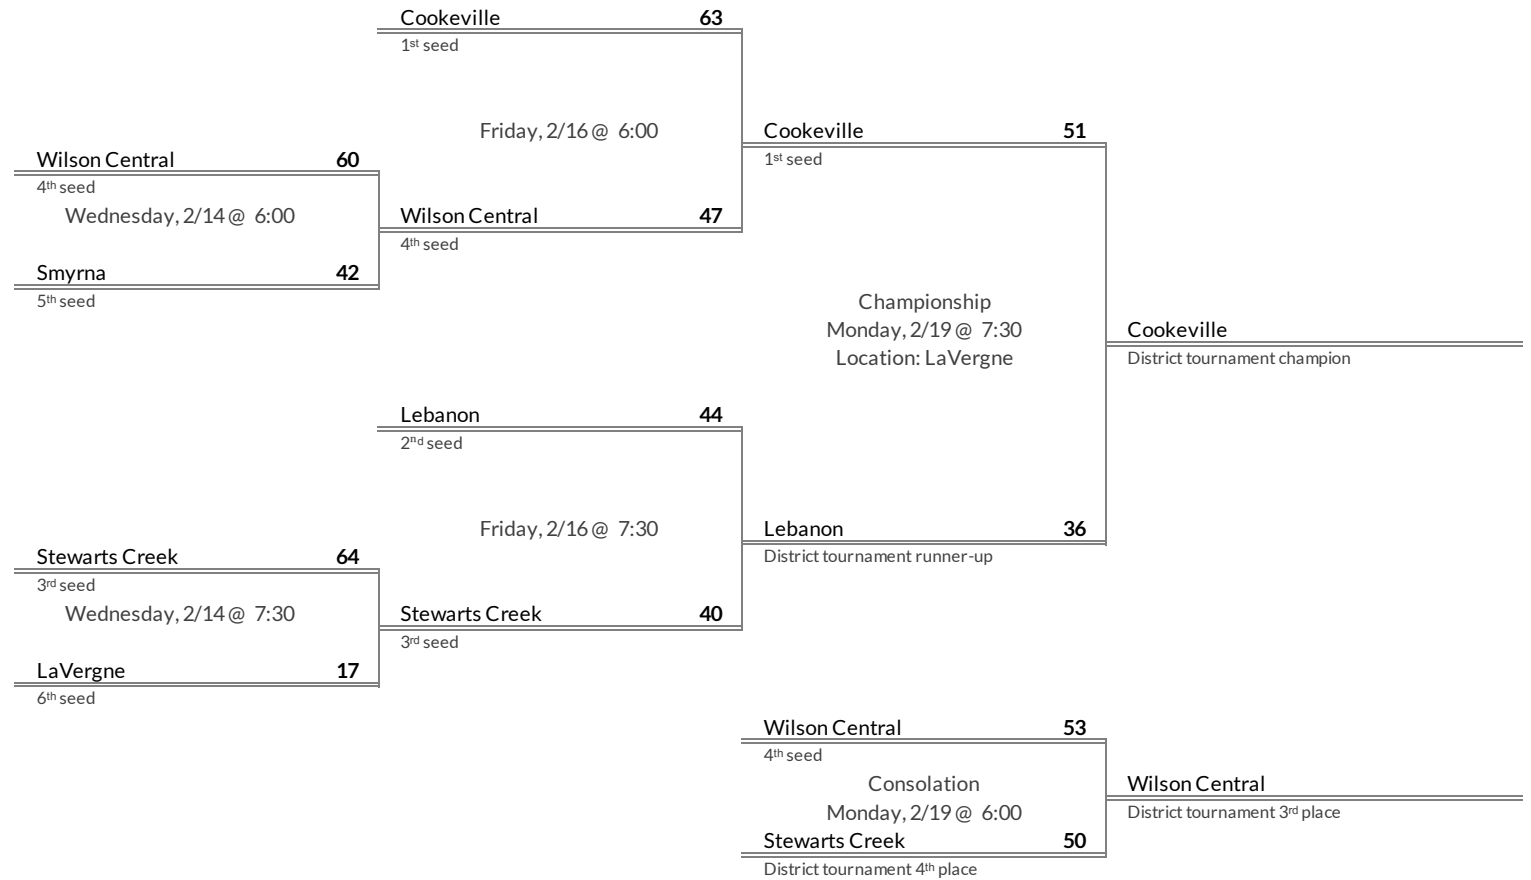 Cookeville 63
1st seed
Friday, 2/16 @ 6:00
Cookeville 51
1st seed
Wilson Central 60
4th seed
Wednesday, 2/14 @ 6:00
Wilson Central 47
4th seed
Smyrna 42
5th seed
Championship
Monday, 2/19 @ 7:30
Location: LaVergne
Cookeville
District tournament champion
Lebanon 44
2nd seed
Friday, 2/16 @ 7:30
Lebanon 36
District tournament runner-up
Stewarts Creek 64
3rd seed
Wednesday, 2/14 @ 7:30
Stewarts Creek 40
3rd seed
LaVergne 17
6th seed
Wilson Central 53
4th seed
Consolation
Monday, 2/19 @ 6:00
Wilson Central
District tournament 3rd place
Stewarts Creek 50
District tournament 4th place